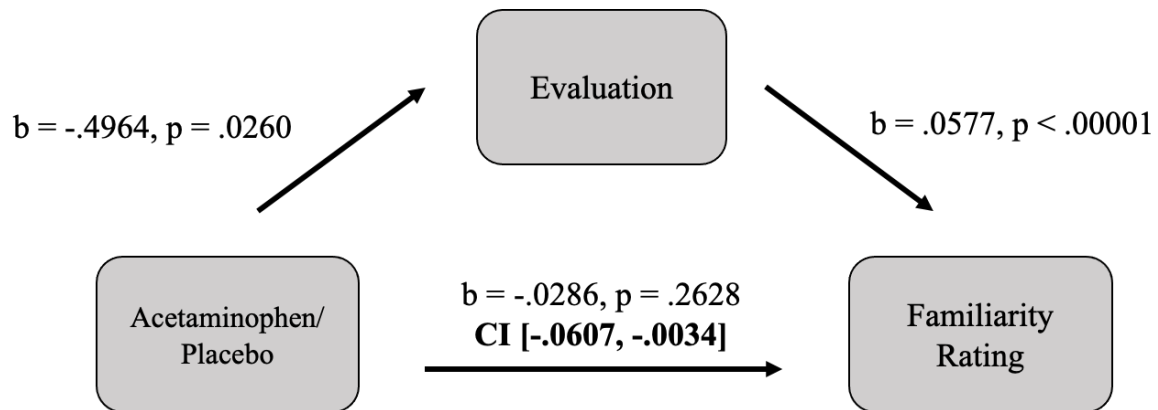 Evaluation
b = -.4964, p = .0260
b = .0577, p < .00001
b = -.0286, p = .2628
CI [-.0607, -.0034]
Acetaminophen/
Placebo
Familiarity
Rating